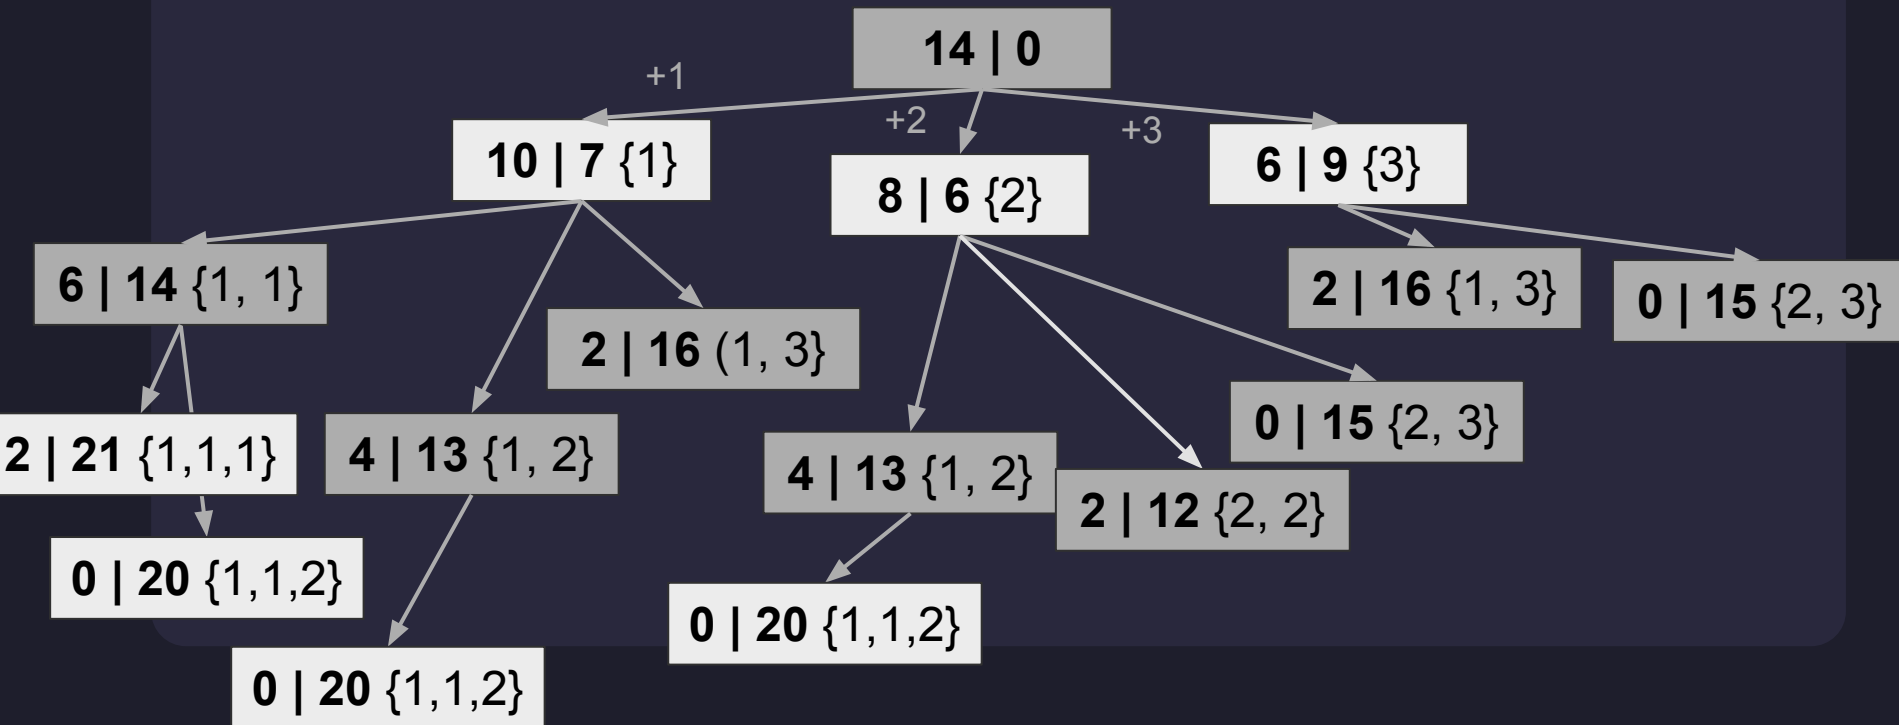 14 | 0
+1
+2
+3
10 | 7 {1}
8 | 6 {2}
6 | 9 {3}
6 | 14 {1, 1}
2 | 16 (1, 3}
2 | 16 {1, 3}
0 | 15 {2, 3}
2 | 21 {1,1,1}
4 | 13 {1, 2}
4 | 13 {1, 2}
2 | 12 {2, 2}
0 | 15 {2, 3}
0 | 20 {1,1,2}
0 | 20 {1,1,2}
0 | 20 {1,1,2}